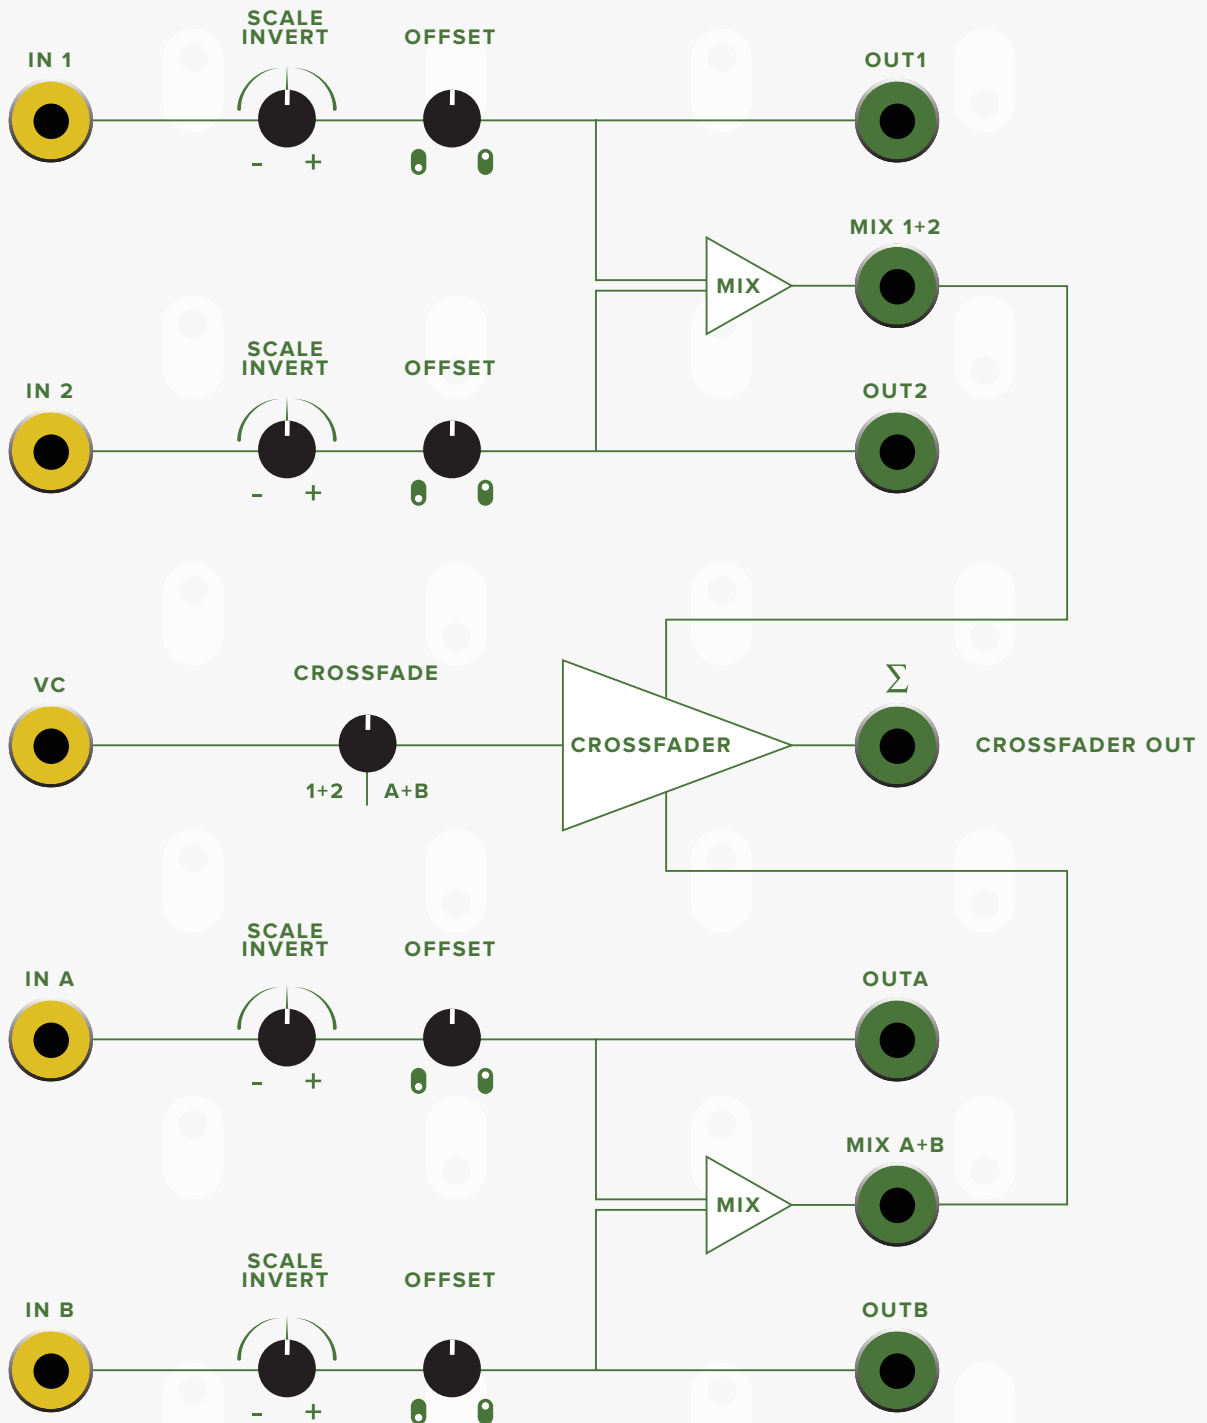 SCALE
INVERT
OFFSET
IN 1
OUT1
- +
MIX 1+2
MIX
SCALE
INVERT
OFFSET
IN 2
OUT2
- +
CROSSFADE
VC
Σ
CROSSFADER
CROSSFADER OUT
1+2 A+B
SCALE
INVERT
OFFSET
IN A
OUTA
- +
MIX A+B
MIX
SCALE
INVERT
OFFSET
IN B
OUTB
- +